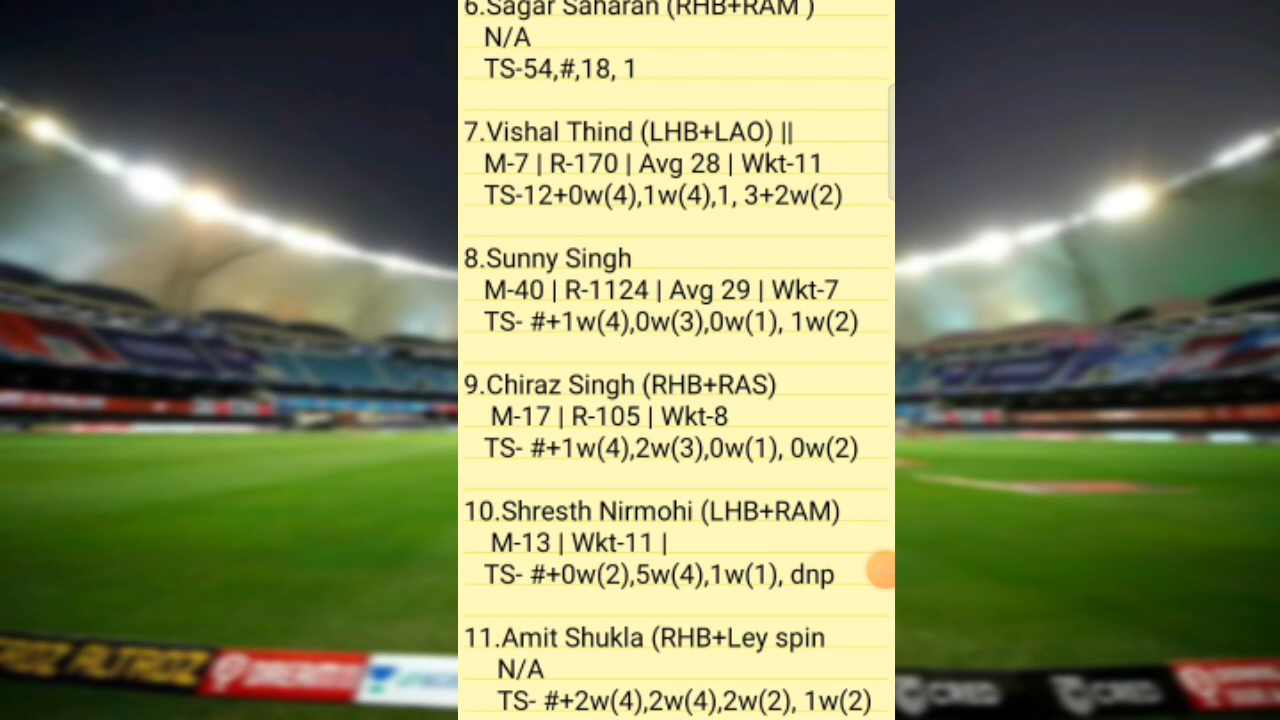 6.Sagar Saharan (RHB+RAM )
N/A
TS-54,#,18, 1
7.Vishal Thind (LHB+LAO) ||
M-7 | R-170 | Avg 28 | Wkt-11
TS-12+0w(4),1w(4),1, 3+2w(2)
8.Sunny Singh
M-40 | R-1124 | Avg 29 | Wkt-7
TS- #+1w(4),0w(3),0w(1), 1w(2)
9.Chiraz Singh (RHB+RAS)
M-17 | R-105 | Wkt-8
TS- #+1w(4),2w(3),0w(1), 0w(2)
10.Shresth Nirmohi (LHB+RAM)
M-13 | Wkt-11 |
TS- #+0w(2),5w(4),1w(1), dnp
11.Amit Shukla (RHB+Ley spin
N/A
TS- #+2w(4),2w(4),2w(2), 1w(2)
ALTROZ
CRED
CRED